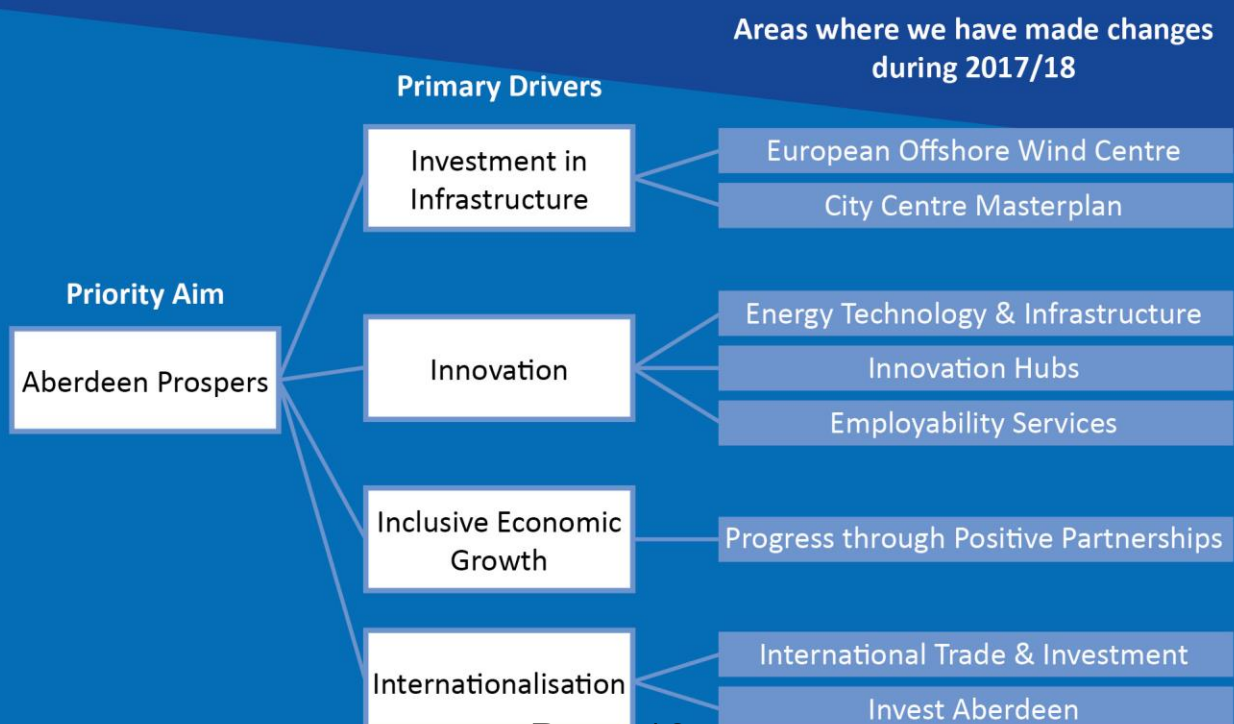 Areas where we have made changes
during 2017/18
Primary Drivers
Investment in
Infrastructure
European Offshore Wind Centre
City Centre Masterplan
Priority Aim
Aberdeen Prospers
Innovation
Energy Technology & Infrastructure
Innovation Hubs
Employability Services
Inclusive Economic
Growth
Progress through Positive Partnerships
Internationalisation
International Trade & Investment
Invest Aberdeen